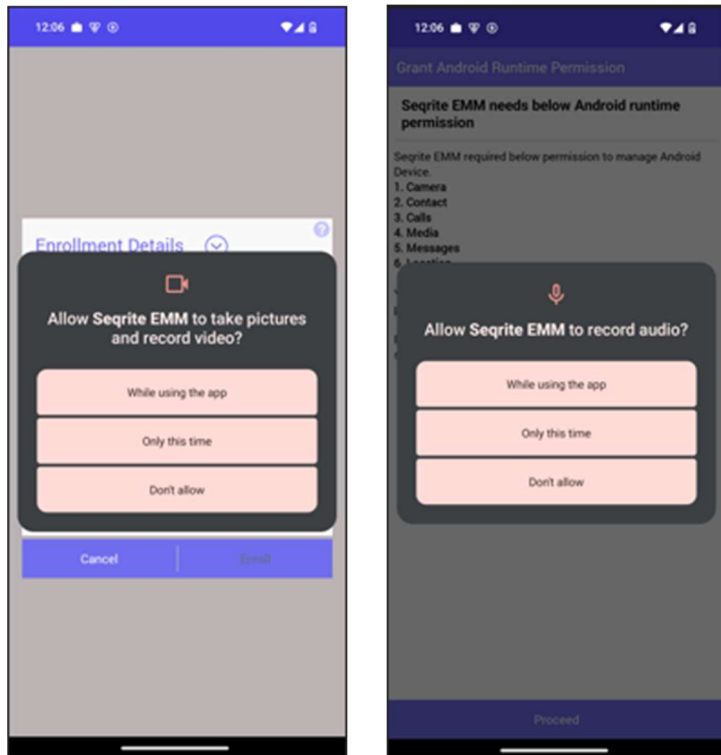 12:06
Enrollment Details
?
Allow Seqrite EMM to take pictures
and record video?
While using the app
Only this time
Don't allow
Cancel
Enroll
12:06
Grant Android Runtime Permission
Seqrite EMM needs below Android runtime
permission
Seqrite EMM required below permission to manage Android
Device.
1. Camera
2. Contact
3. Calls
4. Media
5. Messages
6. Location
Allow Seqrite EMM to record audio?
While using the app
Only this time
Don't allow
Proceed